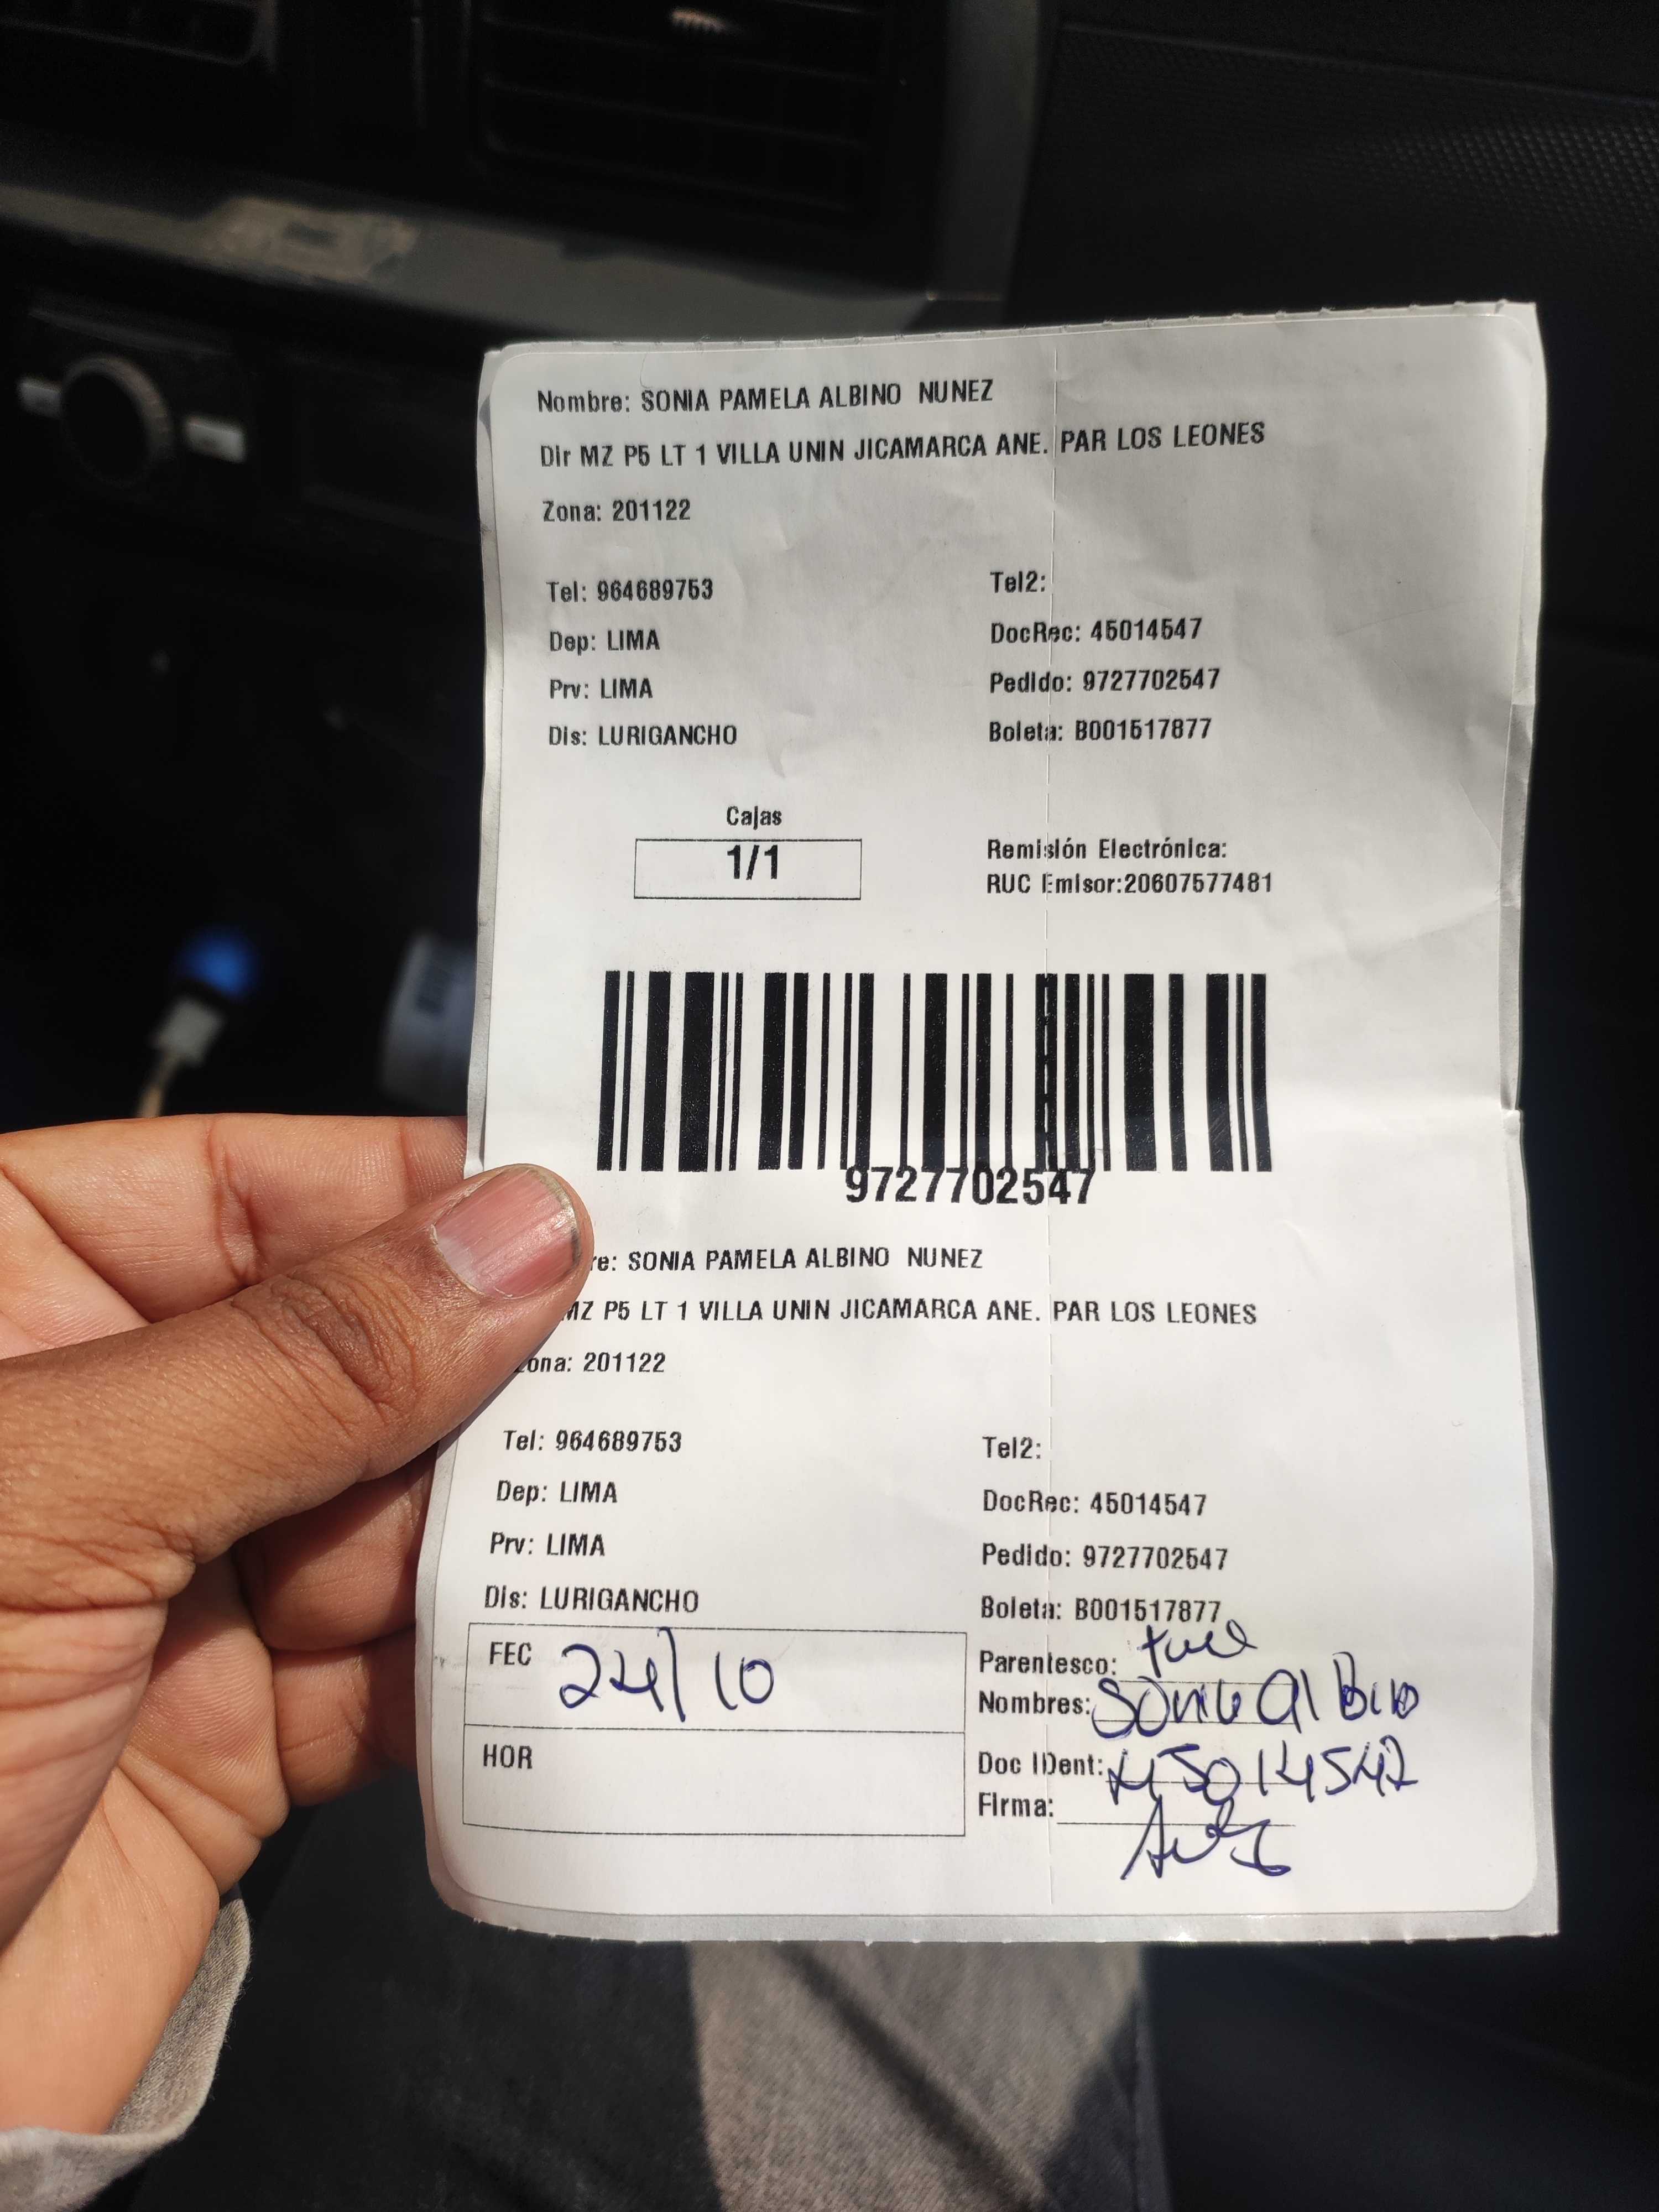 Nombre: SONIA PAMELA ALBINO NUNEZ
Dir MZ P5 LT 1 VILLA UNIN JICAMARCA ANE. PAR LOS LEONES
Zona: 201122
Tel: 964689753 Tel2:
Dep: LIMA DocRec: 45014547
Prv: LIMA Pedido: 9727702547
Dis: LURIGANCHO Boleta: B001517877
Cajas
1/1
Remisión Electrónica:
RUC Emisor:20607577481
9727702547
re: SONIA PAMELA ALBINO NUNEZ
MZ P5 LT 1 VILLA UNIN JICAMARCA ANE. PAR LOS LEONES
ona: 201122
Tel: 964689753 Tel2:
Dep: LIMA DocRec: 45014547
Prv: LIMA Pedido: 9727702547
Dis: LURIGANCHO Boleta: B001517877
FEC 24/10
HOR
Parentesco:
Nombres: Sonia Albino
Doc IDent: 45014547
Firma: